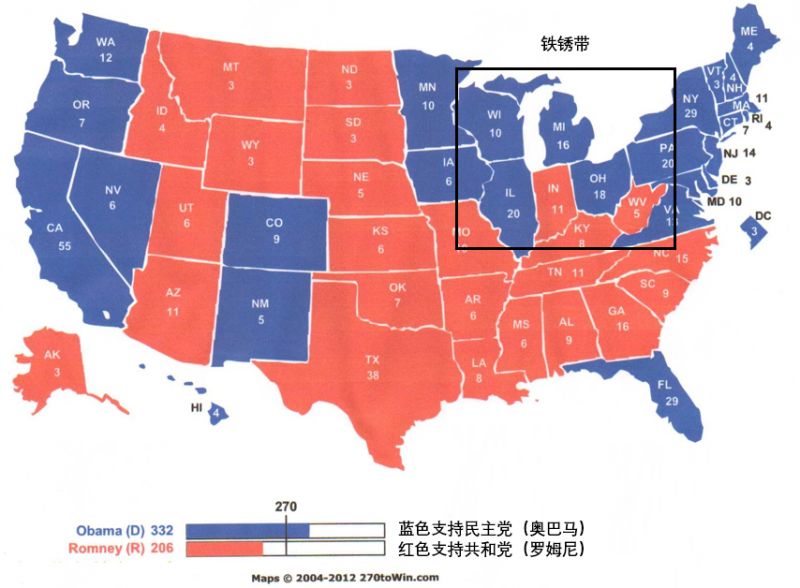 铁锈带
WA
12
OR
7
CA
55
NV
6
ID
4
MT
3
WY
3
UT
6
AZ
11
CO
9
NM
5
ND
3
SD
3
NE
5
KS
6
OK
7
TX
38
MN
10
IA
6
MO
AR
6
LA
8
WI
10
IL
20
MI
16
IN
11
OH
18
KY
8
WV
5
TN 11
MS
6
AL
9
GA
16
FL
29
SC
9
NC 15
VA
13
PA
20
NY
29
VT
3
4
NH
ME
4
MA
11
RI
4
CT
7
NJ 14
DE 3
MD 10
DC
3
AK
3
HI
4
270
Obama (D) 332
蓝色支持民主党（奥巴马）
Romney (R) 206
红色支持共和党（罗姆尼）
Maps © 2004-2012 270toWin.com